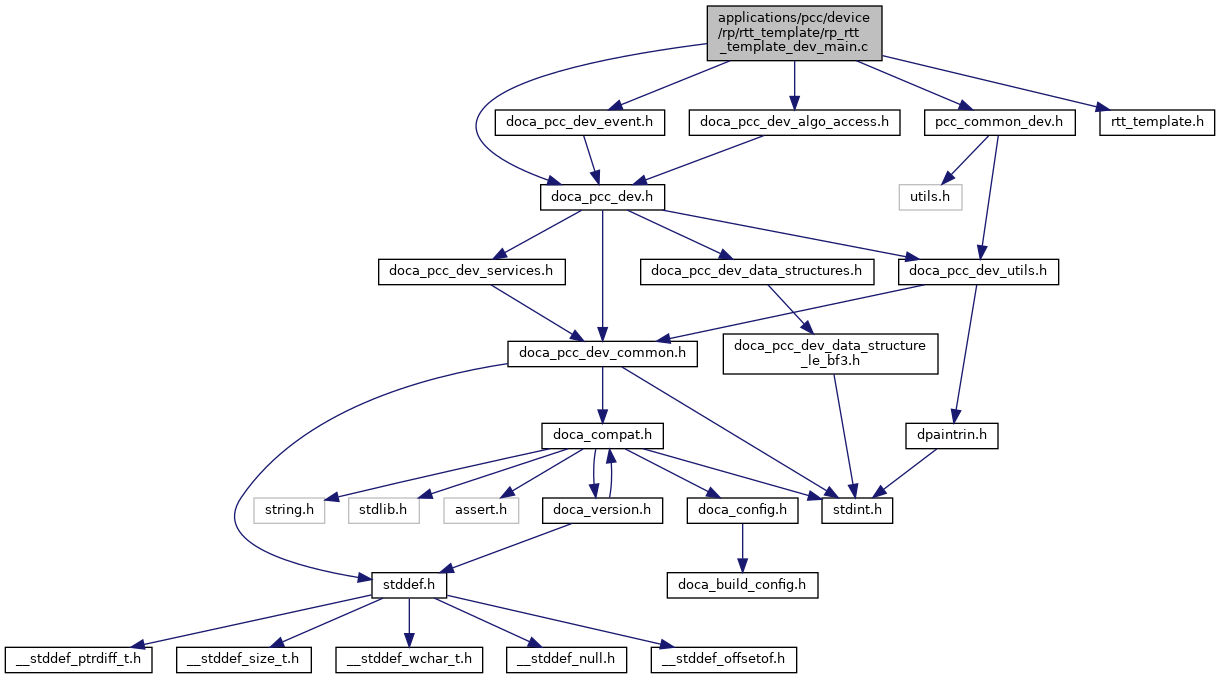 applications/pcc/device
/rp/rtt_template/rp_rtt
_template_dev_main.c
doca_pcc_dev_event.h
doca_pcc_dev_algo_access.h
pcc_common_dev.h
rtt_template.h
doca_pcc_dev.h
utils.h
doca_pcc_dev_services.h
doca_pcc_dev_data_structures.h
doca_pcc_dev_utils.h
doca_pcc_dev_common.h
doca_pcc_dev_data_structure
_le_bf3.h
doca_compat.h
dpaintrin.h
string.h
stdlib.h
assert.h
doca_version.h
doca_config.h
stdint.h
stddef.h
doca_build_config.h
__stddef_ptrdiff_t.h
__stddef_size_t.h
__stddef_wchar_t.h
__stddef_null.h
__stddef_offsetof.h